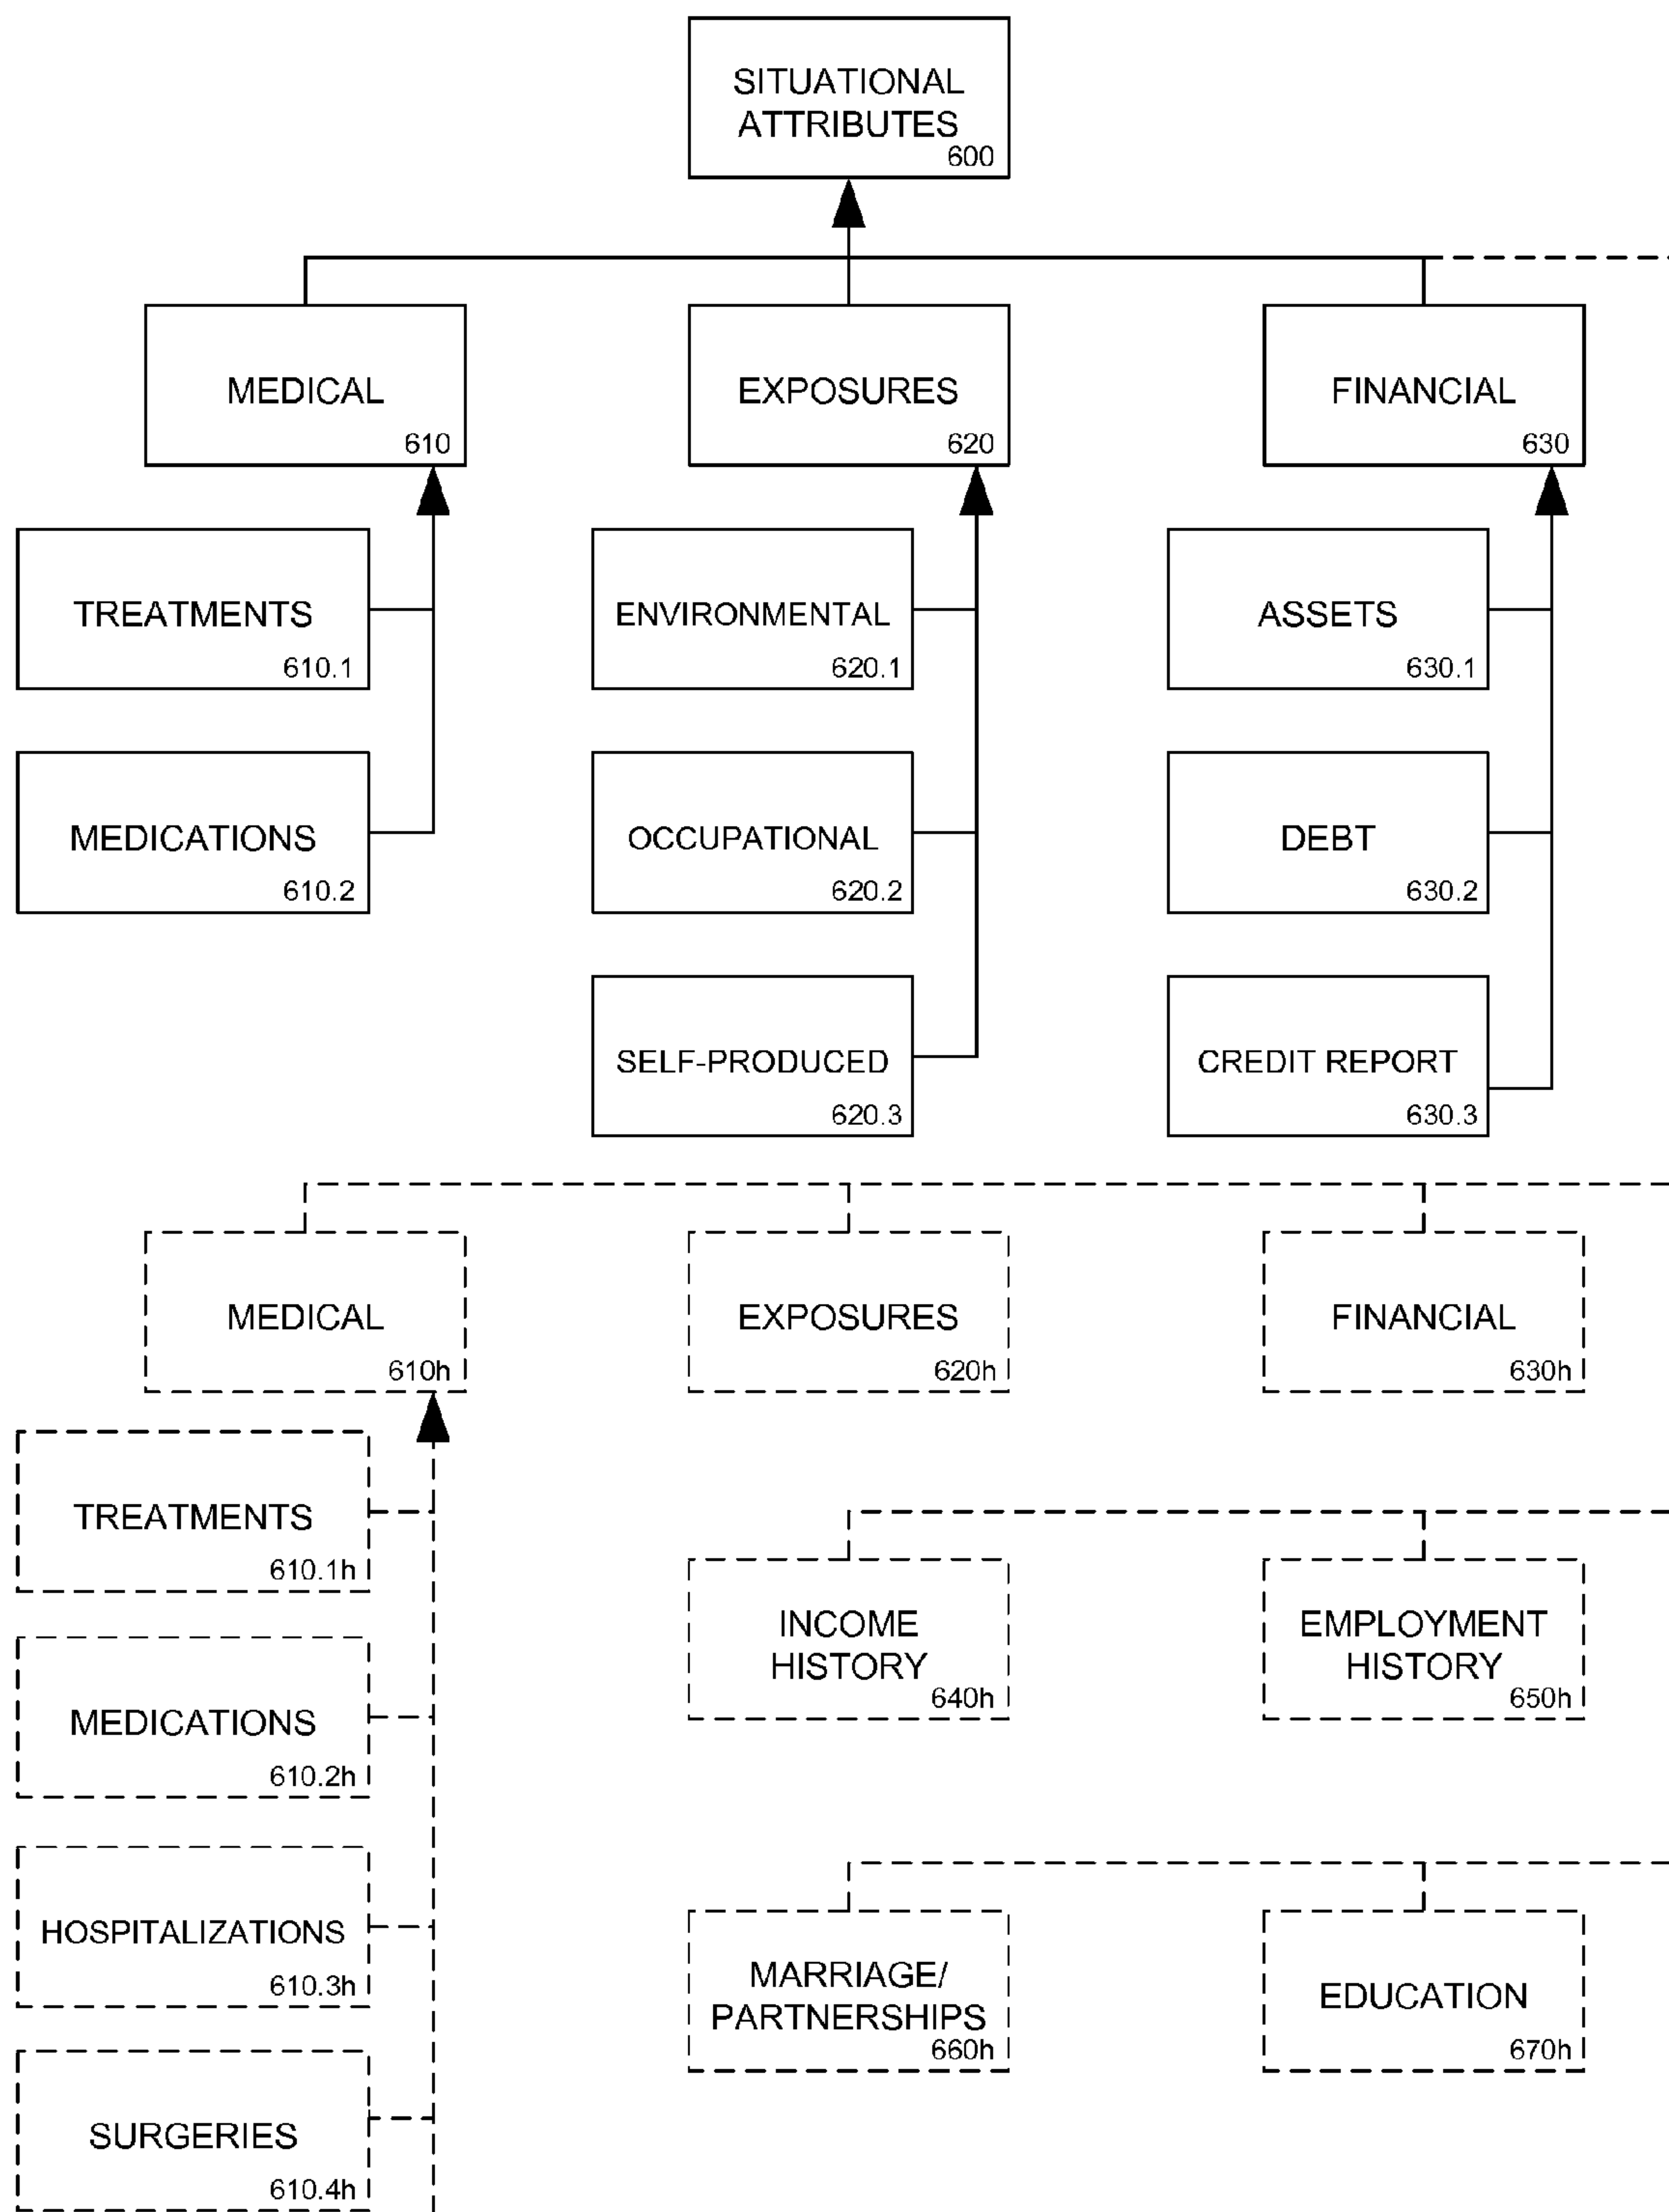 SITUATIONAL
ATTRIBUTES
600
MEDICAL
610
EXPOSURES
620
FINANCIAL
630
TREATMENTS
610.1
ENVIRONMENTAL
620.1
ASSETS
630.1
MEDICATIONS
610.2
OCCUPATIONAL
620.2
DEBT
630.2
SELF-PRODUCED
620.3
CREDIT REPORT
630.3
MEDICAL
610h
EXPOSURES
620h
FINANCIAL
630h
TREATMENTS
610.1h
INCOME
HISTORY
640h
EMPLOYMENT
HISTORY
650h
MEDICATIONS
610.2h
HOSPITALIZATIONS
610.3h
MARRIAGE/
PARTNERSHIPS
660h
EDUCATION
670h
SURGERIES
610.4h